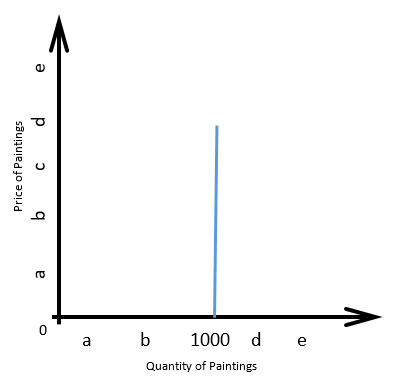 Price of Paintings
e
d
c
b
a
0
a b 1000 d e
Quantity of Paintings